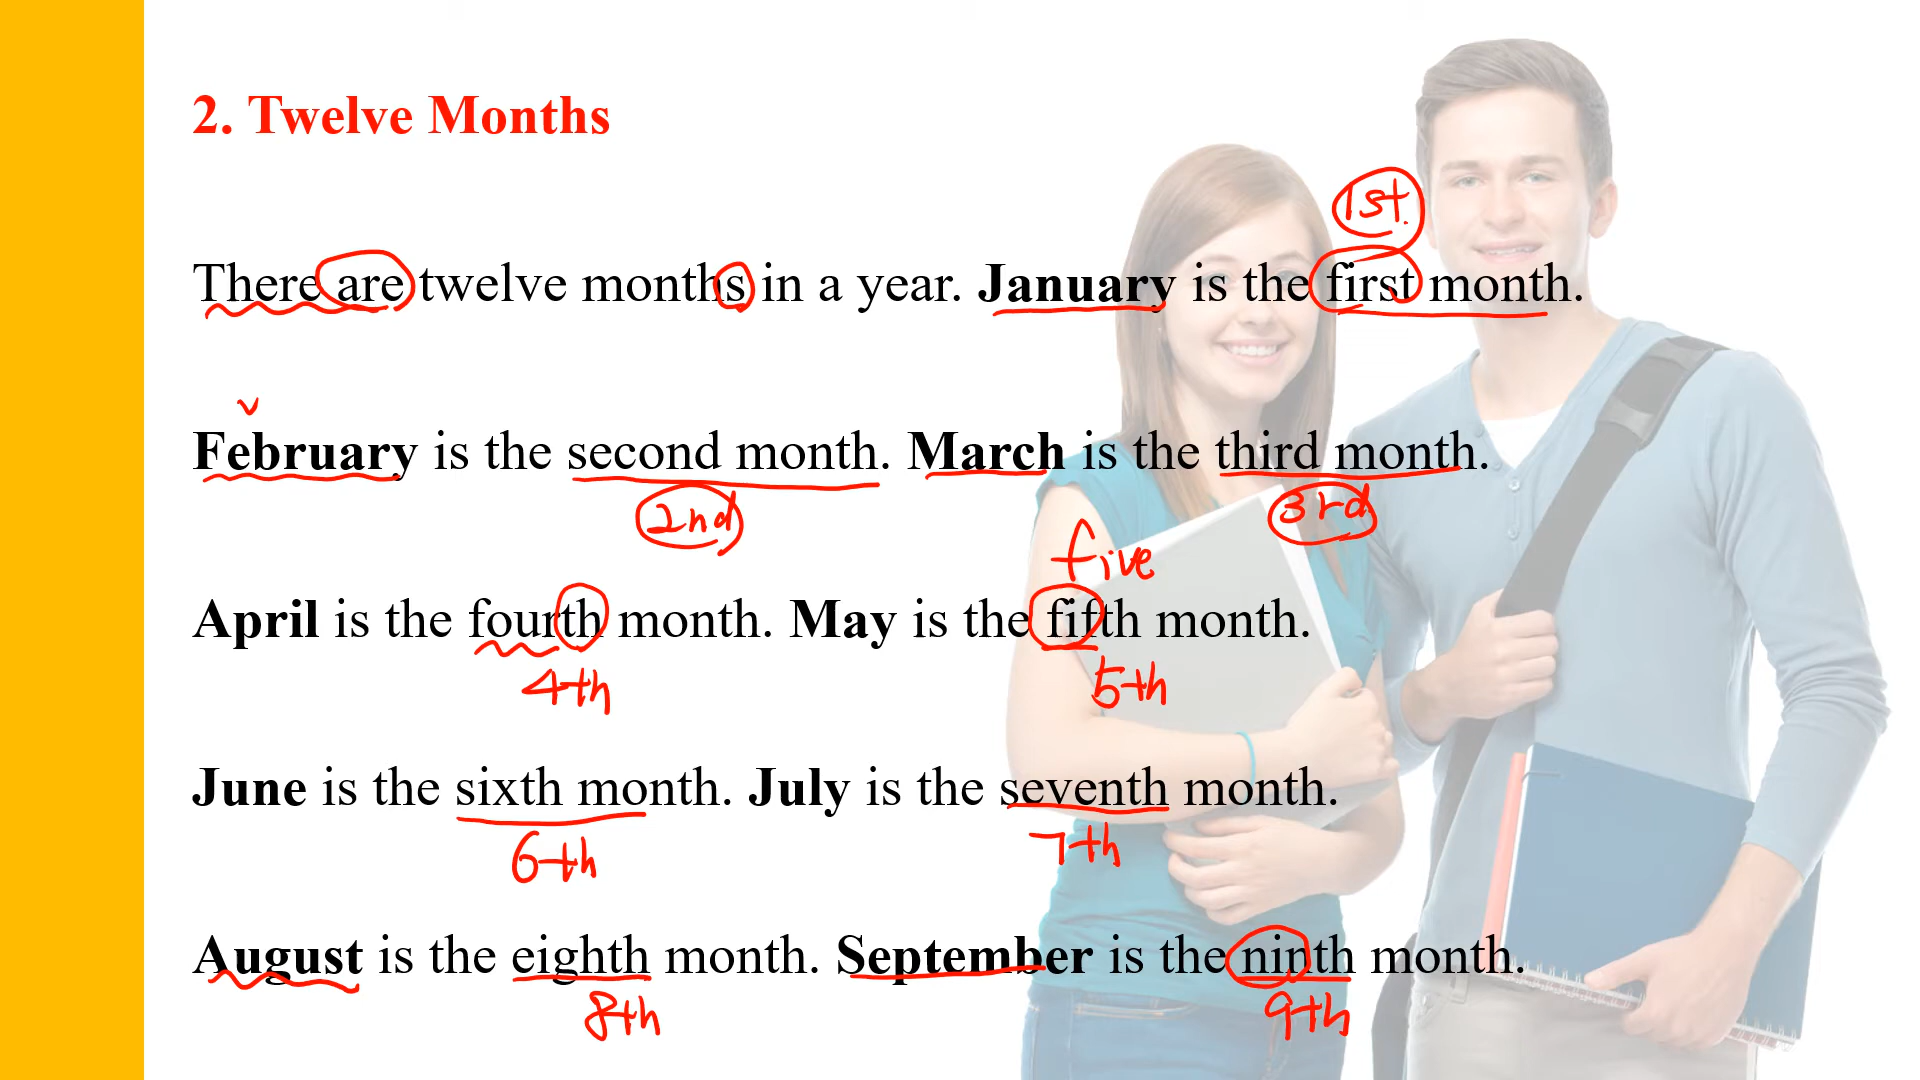 2. Twelve Months
1st.
There are twelve months in a year. January is the first month.
February is the second month. March is the third month.
2nd 3rd
five
April is the fourth month. May is the fifth month.
4th 5th
June is the sixth month. July is the seventh month.
6th 7th
August is the eighth month. September is the ninth month.
8th 9th